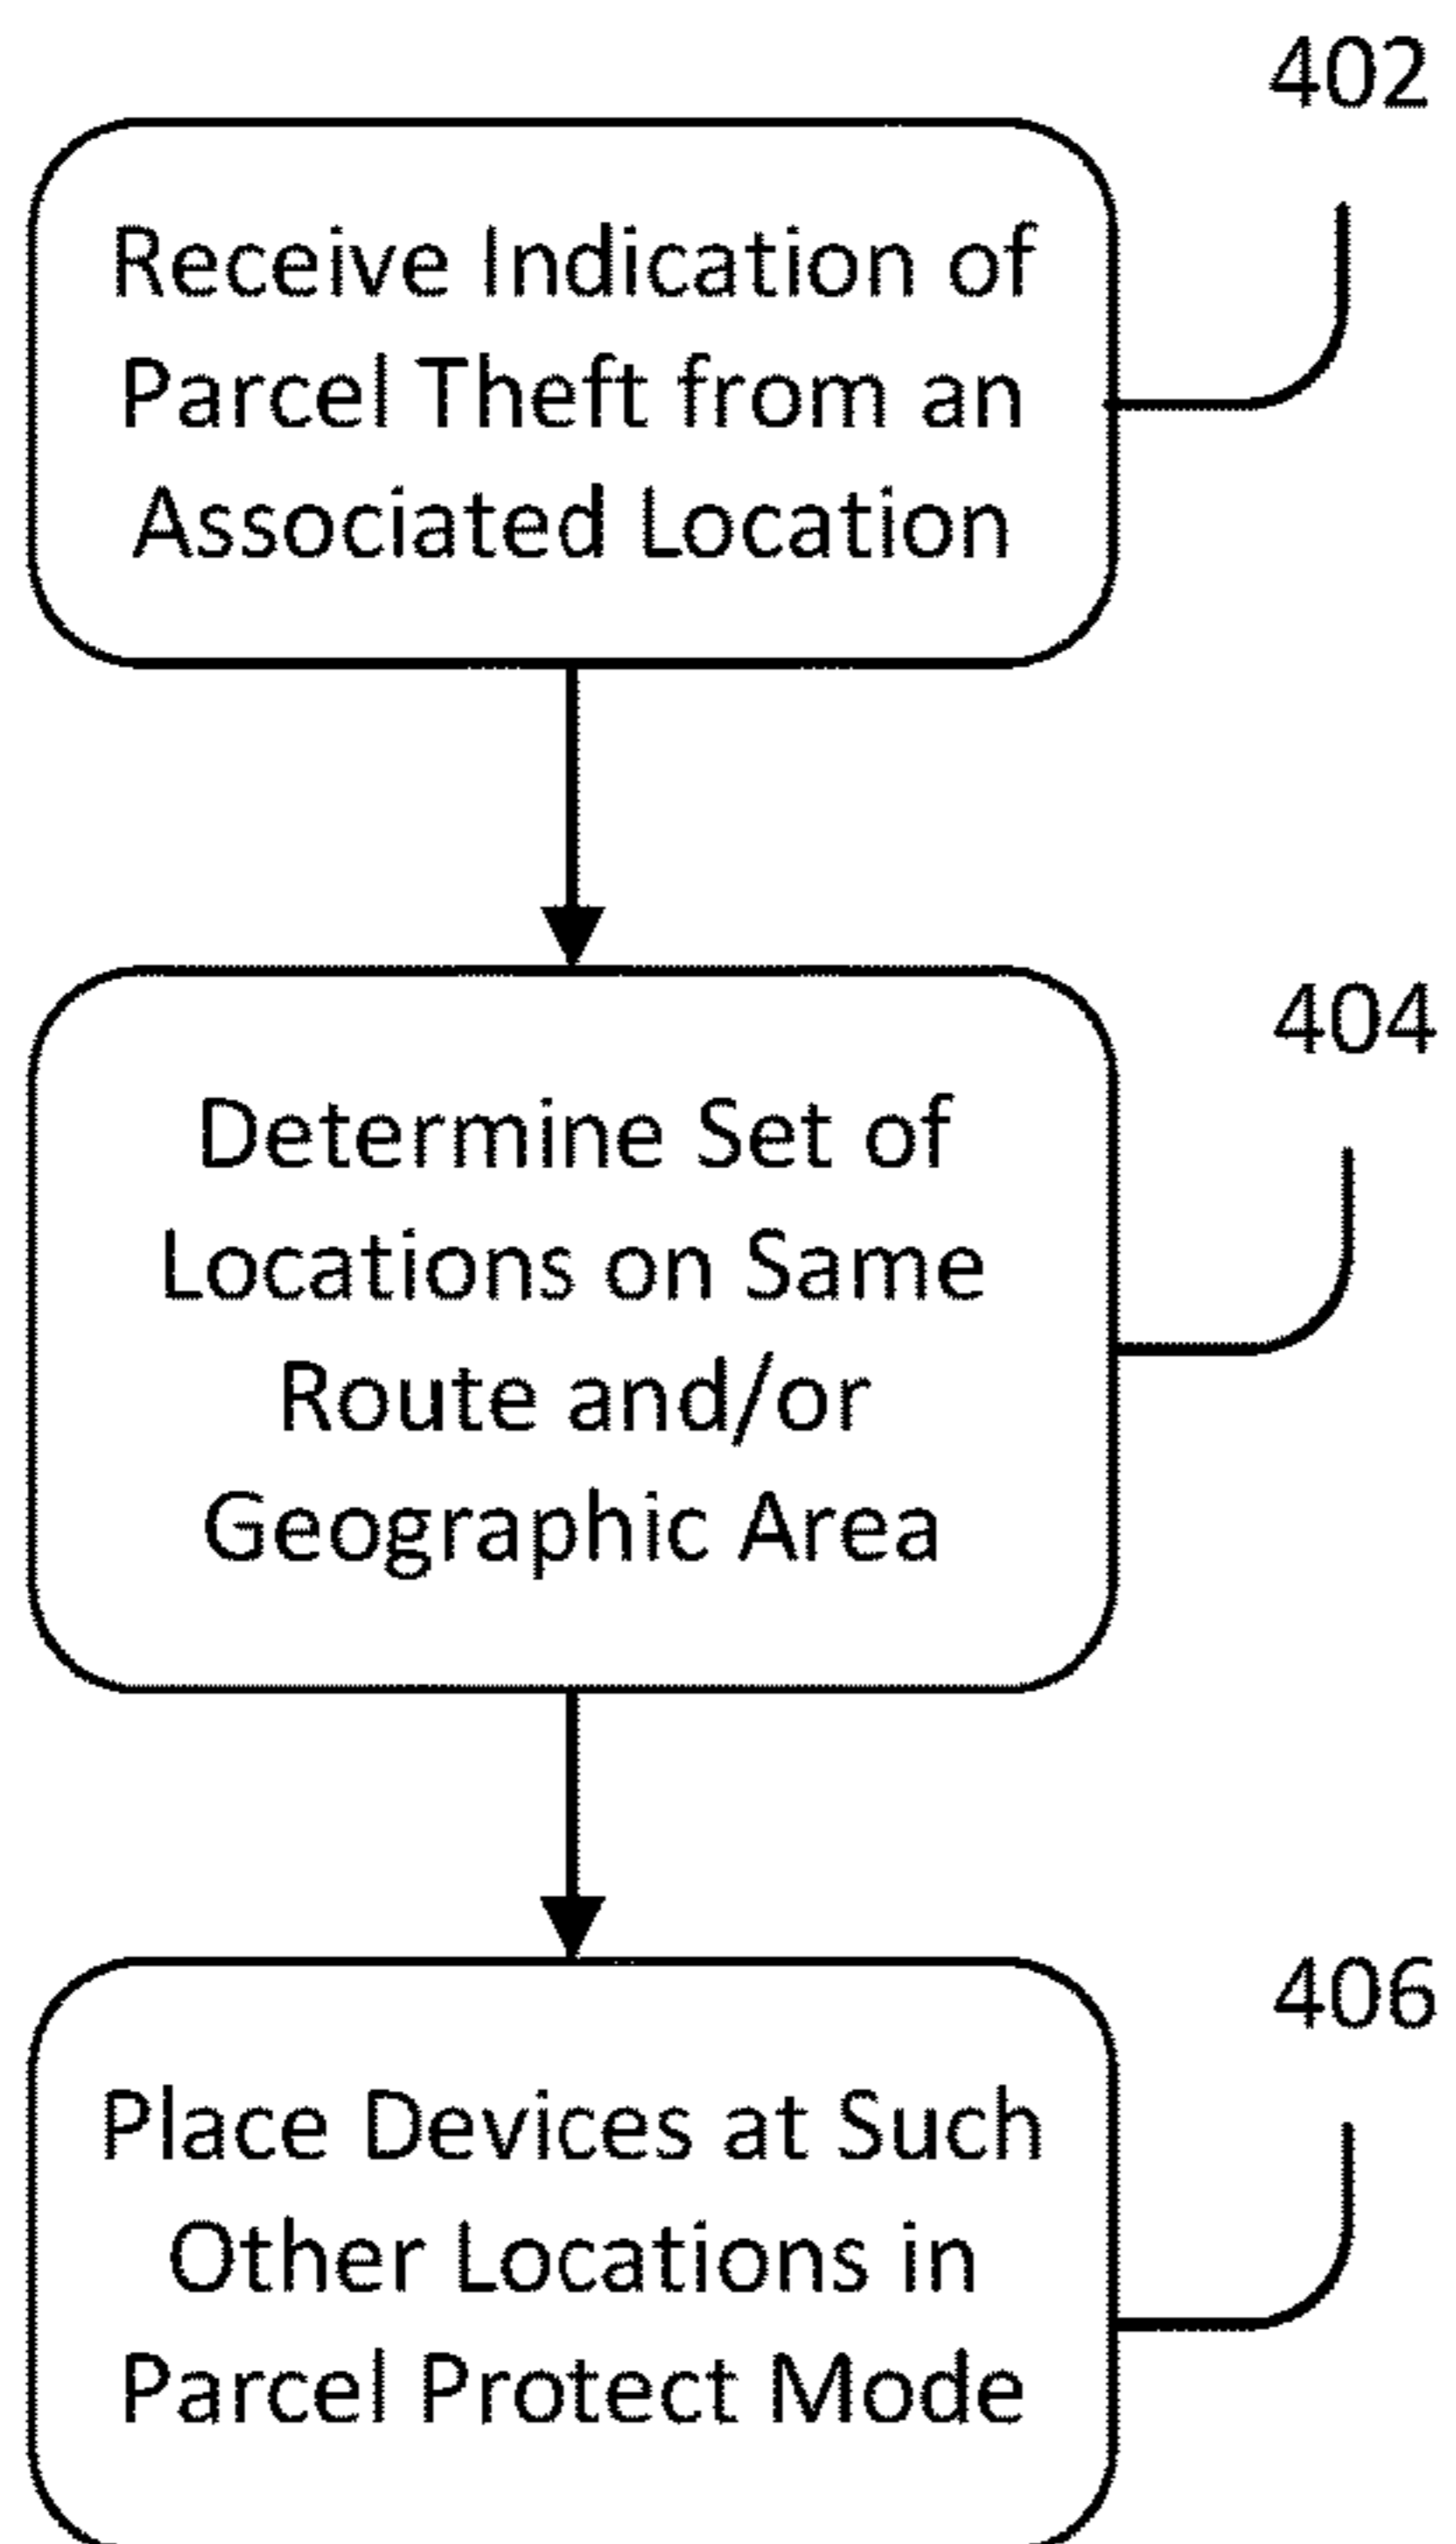 402
Receive Indication of
Parcel Theft from an
Associated Location
404
Determine Set of
Locations on Same
Route and/or
Geographic Area
406
Place Devices at Such
Other Locations in
Parcel Protect Mode